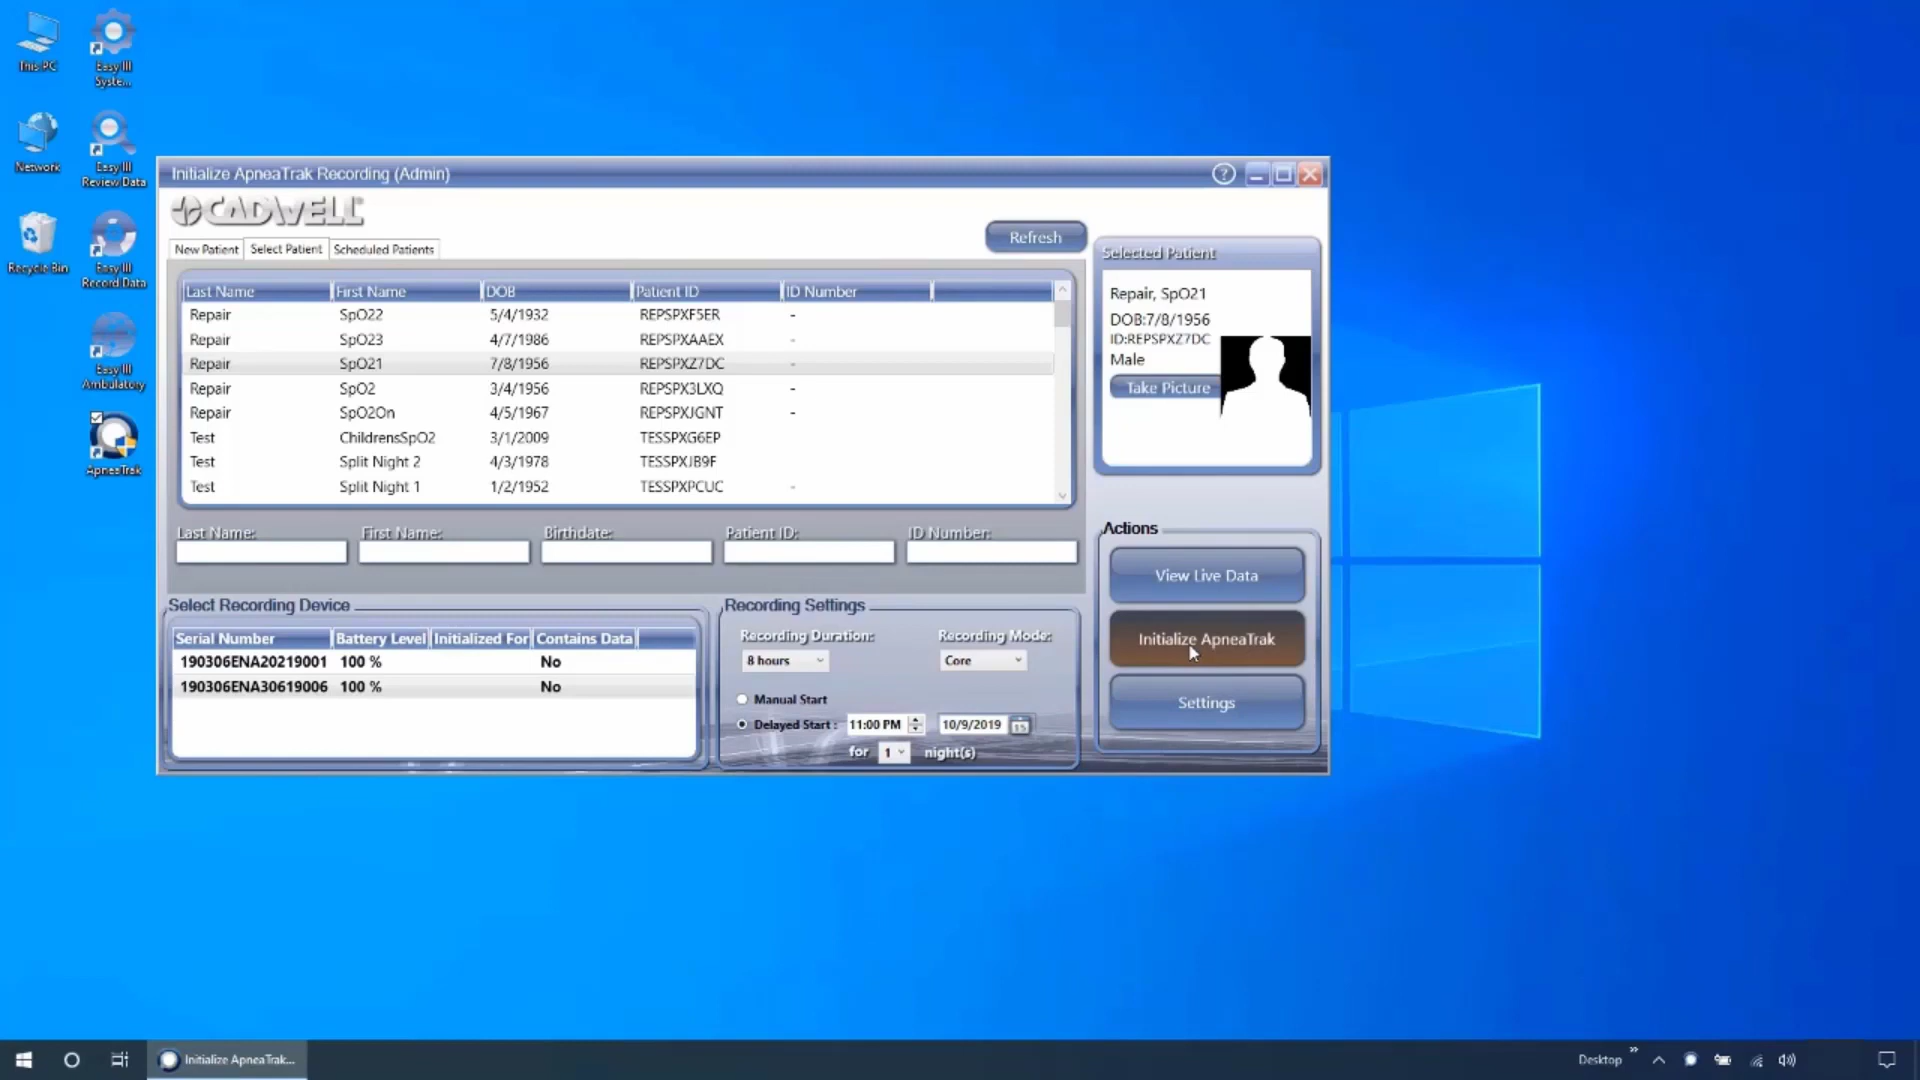 This PC
Easy III
Syste...
Network
Easy III
Review Data
Recycle Bin
Easy III
Record Data
Easy III
Ambulatory
ApneaTrak
Initialize ApneaTrak Recording (Admin)
?
CADWELL
Refresh
New Patient Select Patient Scheduled Patients
Last Name First Name DOB Patient ID ID Number
Repair SpO22 5/4/1932 REPSPXF5ER -
Repair SpO23 4/7/1986 REPSPXAAEX -
Repair SpO21 7/8/1956 REPSPXZ7DC -
Repair SpO2 3/4/1956 REPSPX3LXQ -
Repair SpO2On 4/5/1967 REPSPXJGNT -
Test ChildrensSpO2 3/1/2009 TESSPXG6EP
Test Split Night 2 4/3/1978 TESSPXJB9F
Test Split Night 1 1/2/1952 TESSPXPCUC -
Last Name: First Name: Birthdate: Patient ID: ID Number:
Selected Patient
Repair, SpO21
DOB:7/8/1956
ID:REPSPXZ7DC
Male
Take Picture
Actions
View Live Data
Initialize ApneaTrak
Settings
Select Recording Device
Serial Number Battery Level Initialized For Contains Data
190306ENA20219001 100 % No
190306ENA30619006 100 % No
Recording Settings
Recording Duration: Recording Mode:
8 hours Core
Manual Start
Delayed Start : 11:00 PM 10/9/2019 15
for 1 night(s)
Initialize ApneaTrak...
Desktop »